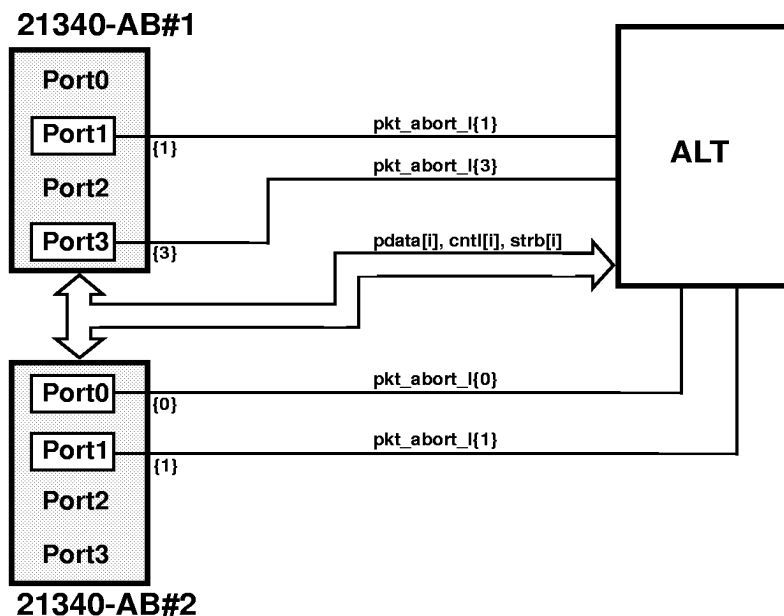 21340-AB#1
Port0
Port1
{1}
Port2
Port3
{3}
pkt_abort_l{1}
pkt_abort_l{3}
ALT
pdata[i], cntl[i], strb[i]
Port0
{0}
pkt_abort_l{0}
Port1
{1}
pkt_abort_l{1}
Port2
Port3
21340-AB#2